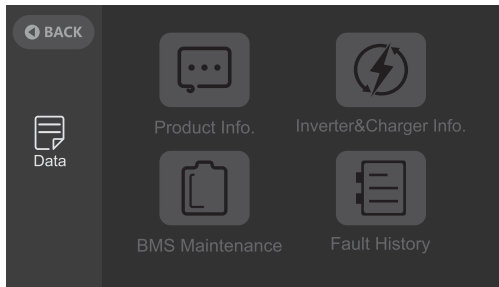 BACK
Data
Product Info.
Inverter&Charger Info.
BMS Maintenance
Fault History